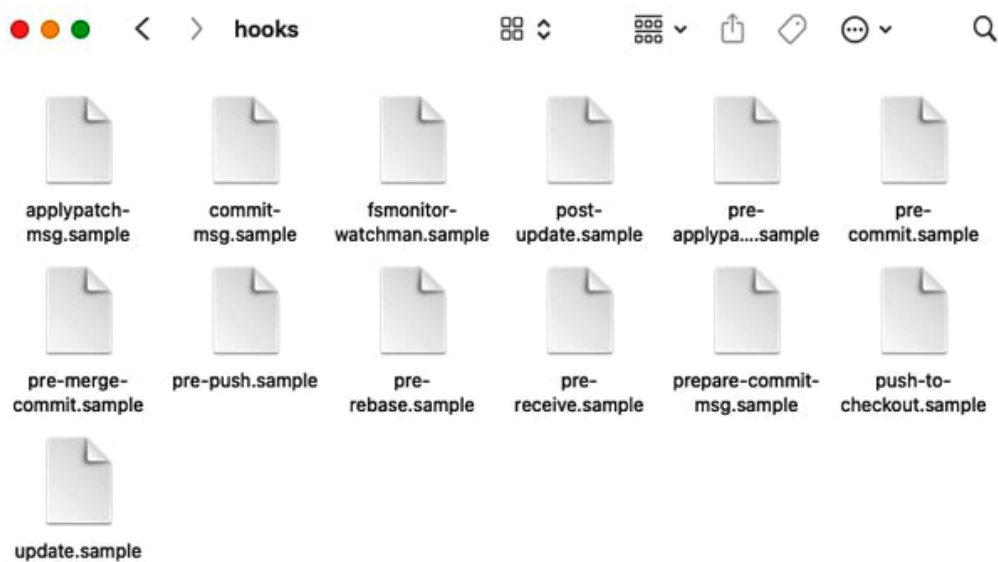 hooks
applypatch-
msg.sample
commit-
msg.sample
fsmonitor-
watchman.sample
post-
update.sample
pre-
applypa....sample
pre-
commit.sample
pre-merge-
commit.sample
pre-push.sample
pre-
rebase.sample
pre-
receive.sample
prepare-commit-
msg.sample
push-to-
checkout.sample
update.sample